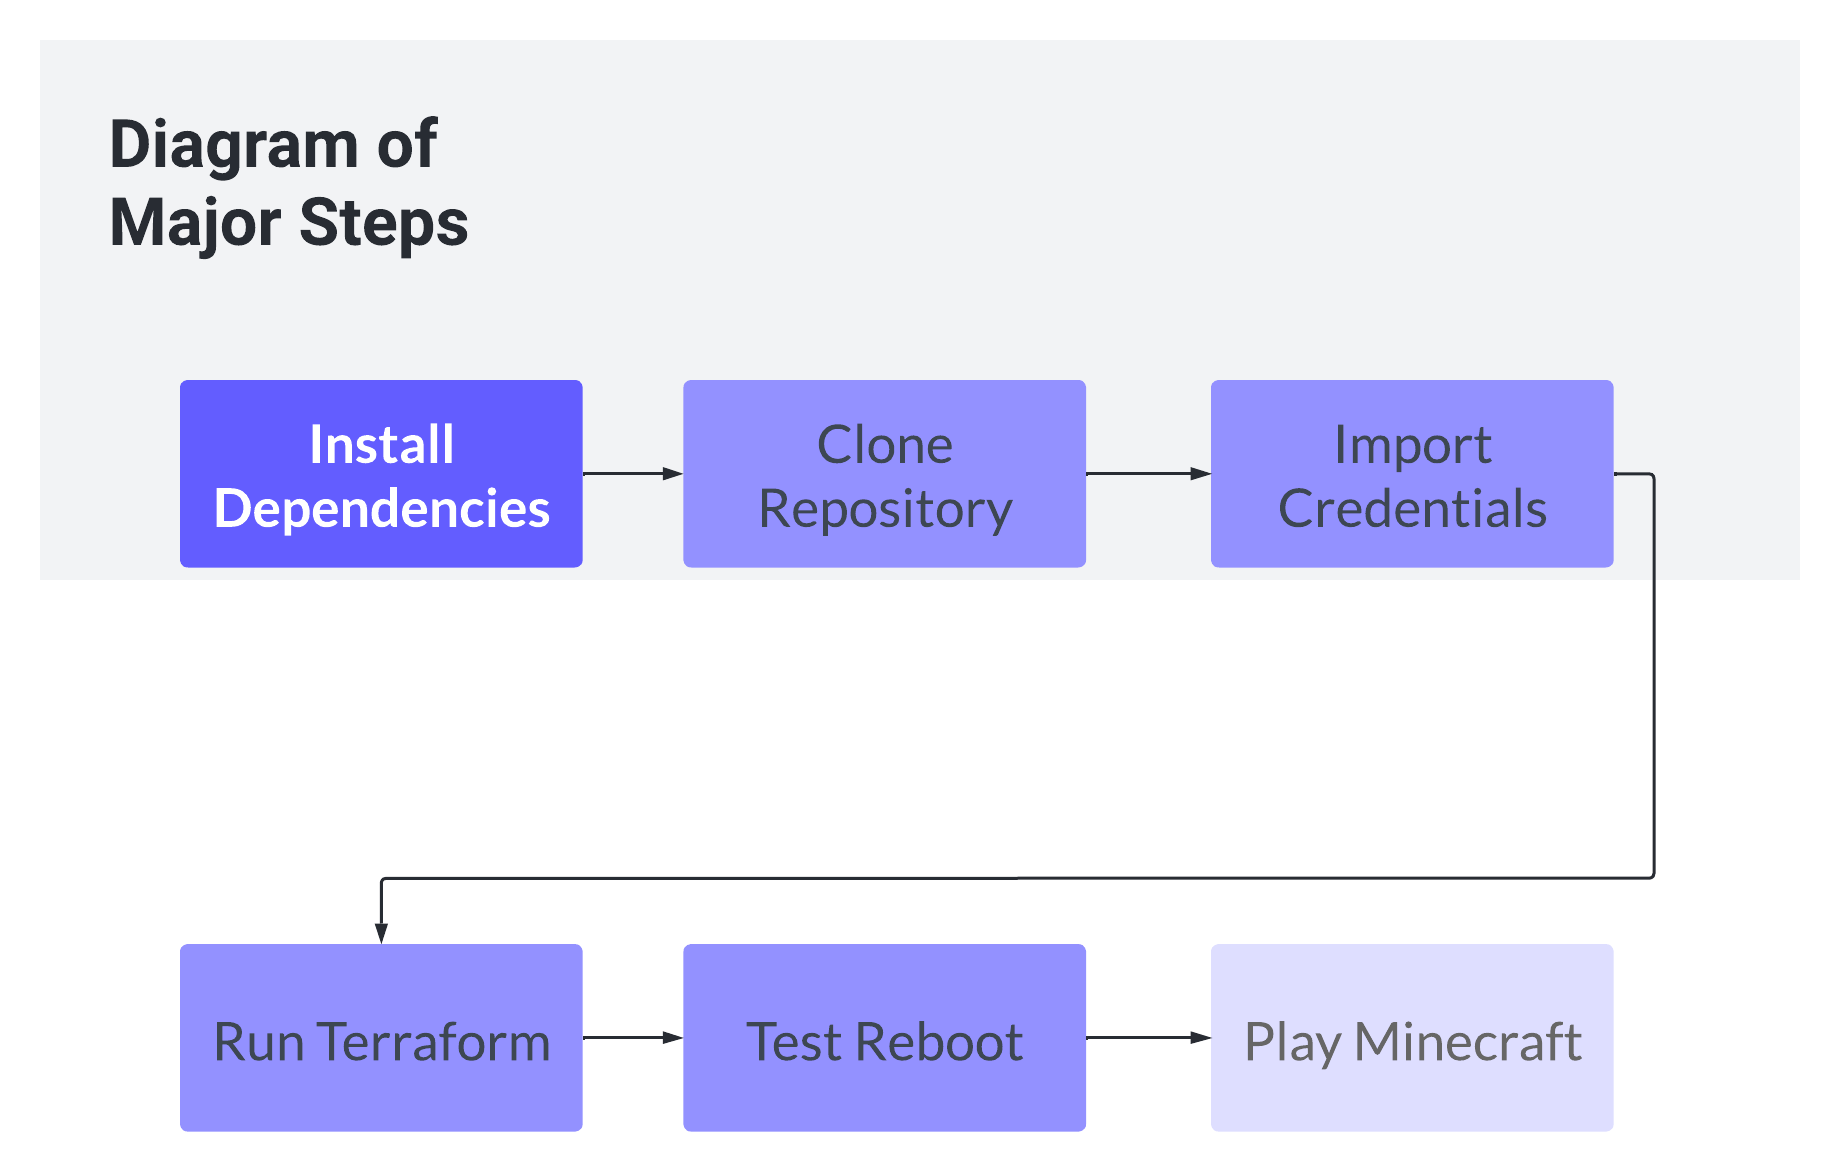 Diagram of
Major Steps
Install
Dependencies
Clone
Repository
Import
Credentials
Run Terraform
Test Reboot
Play Minecraft